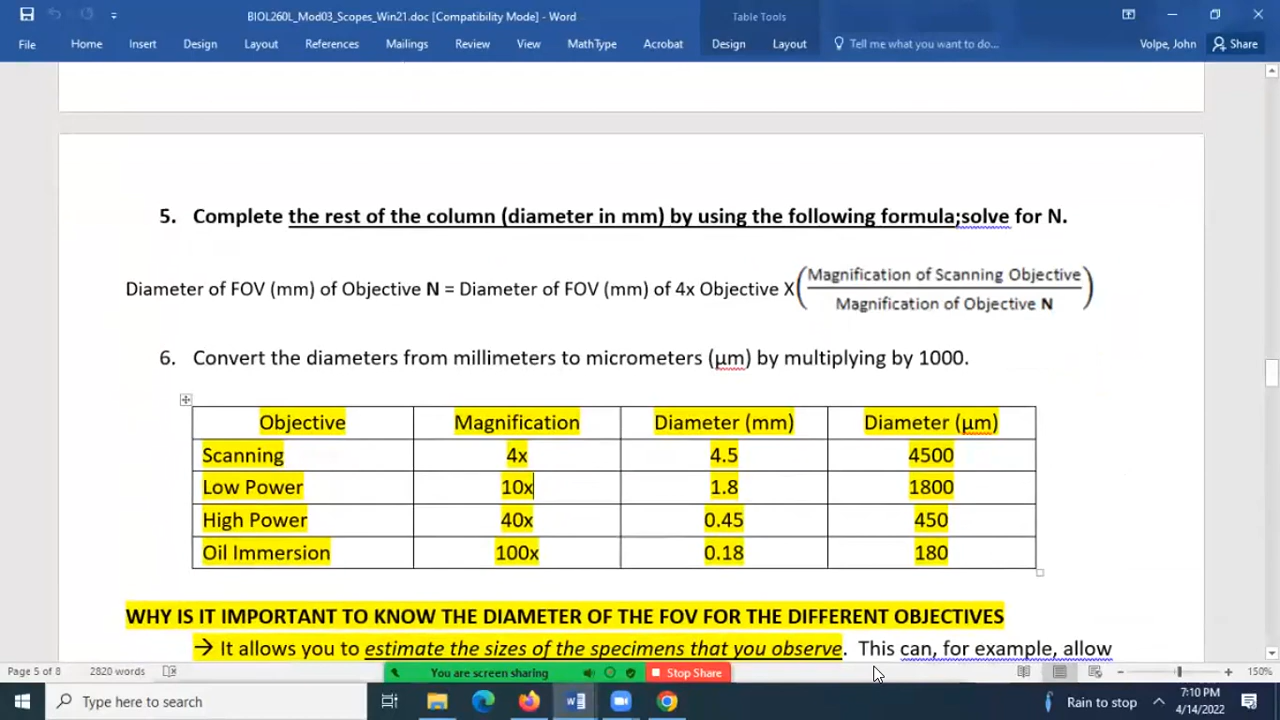 BIOL260L_Mod03_Scopes_Win21.doc [Compatibility Mode] - Word
Table Tools
File Home Insert Design Layout References Mailings Review View MathType Acrobat Design Layout Tell me what you want to do... Volpe, John Share
5. Complete the rest of the column (diameter in mm) by using the following formula;solve for N.
Diameter of FOV (mm) of Objective N = Diameter of FOV (mm) of 4x Objective X(Magnification of Scanning Objective
Magnification of Objective N)
6. Convert the diameters from millimeters to micrometers (µm) by multiplying by 1000.
Objective Magnification Diameter (mm) Diameter (µm)
Scanning 4x 4.5 4500
Low Power 10x 1.8 1800
High Power 40x 0.45 450
Oil Immersion 100x 0.18 180
WHY IS IT IMPORTANT TO KNOW THE DIAMETER OF THE FOV FOR THE DIFFERENT OBJECTIVES
→ It allows you to estimate the sizes of the specimens that you observe. This can, for example, allow
Page 5 of 8 2820 words You are screen sharing Stop Share 150%
Type here to search Rain to stop 7:10 PM
4/14/2022